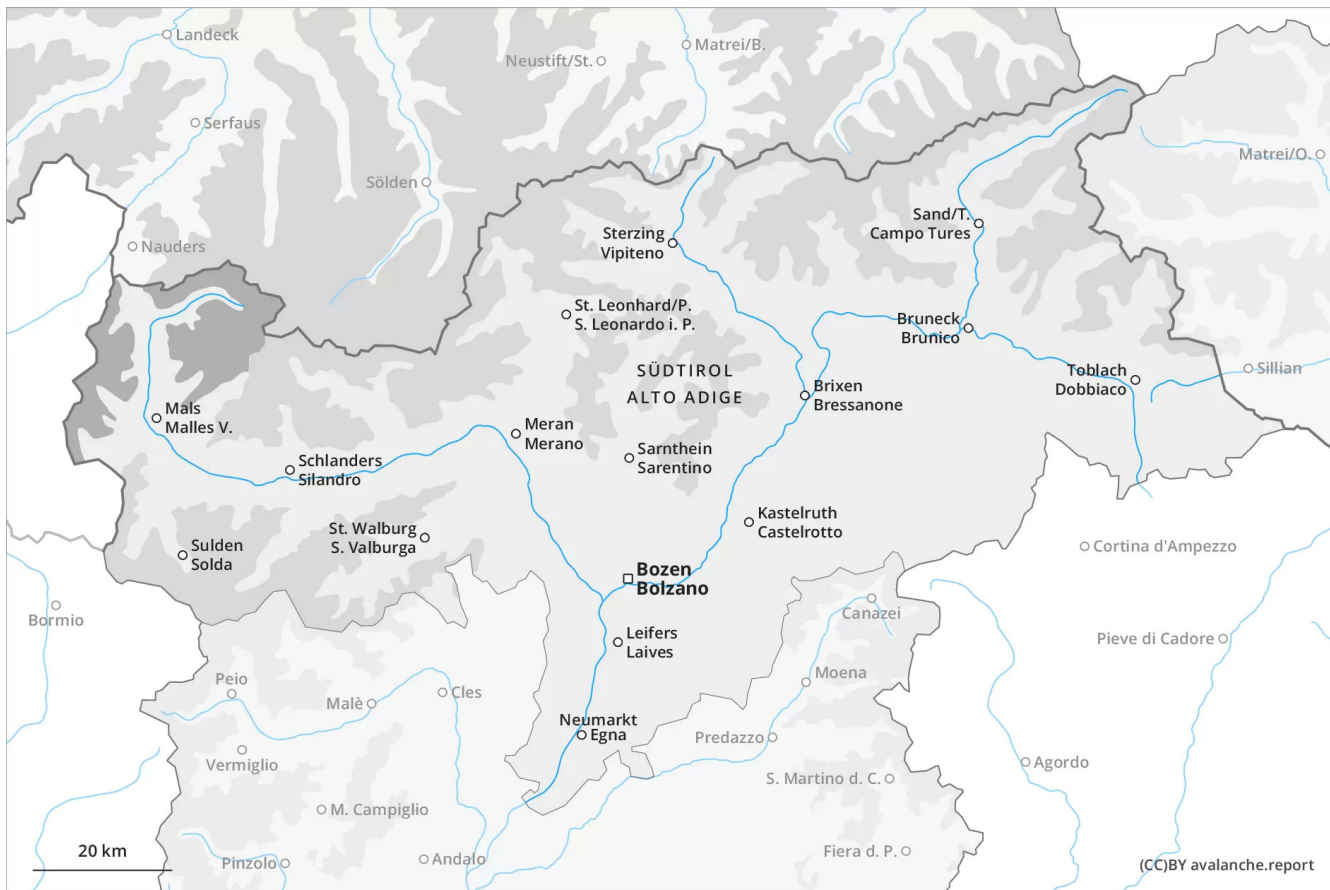 Landeck
Matrei/B.
Neustift/St.
Serfaus
Matrei/O.
Sölden
Sand/T.
Campo Tures
Sterzing
Vipiteno
Nauders
St. Leonhard/P.
S. Leonardo i. P.
Bruneck
Brunico
SÜDTIROL
ALTO ADIGE
Toblach
Dobbiaco
Sillian
Brixen
Bressanone
Mals
Malles V.
Meran
Merano
Sarnthein
Sarentino
Schlanders
Silandro
Kastelruth
Castelrotto
St. Walburg
S. Valburga
Sulden
Solda
Cortina d'Ampezzo
Bozen
Bolzano
Bormio
Canazei
Leifers
Laives
Pieve di Cadore
Peio
Moena
Malè
Cles
Neumarkt
Egna
Predazzo
Vermiglio
Agordo
S. Martino d. C.
M. Campiglio
20 km
Pinzolo
Andalo
Fiera d. P.
(CC)BY avalanche.report